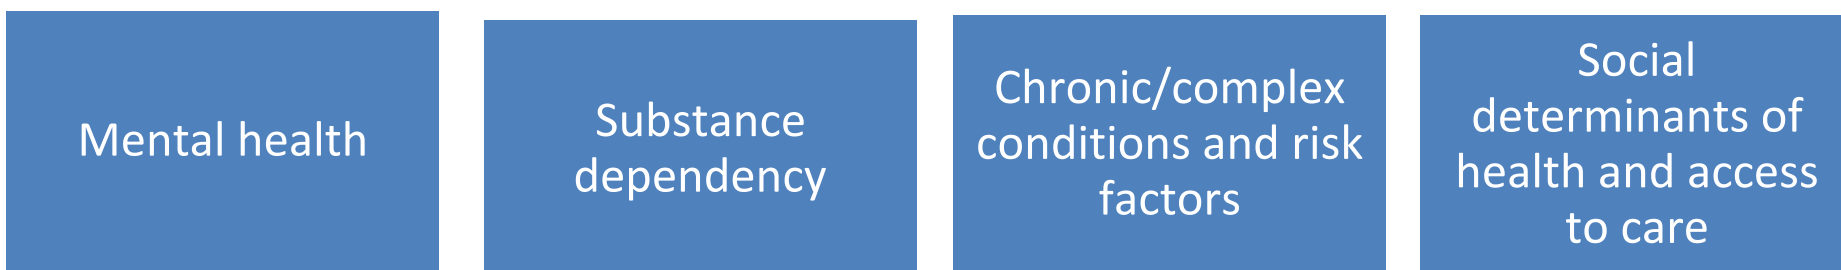 Mental health
Substance
dependency
Chronic/complex
conditions and risk
factors
Social
determinants of
health and access
to care